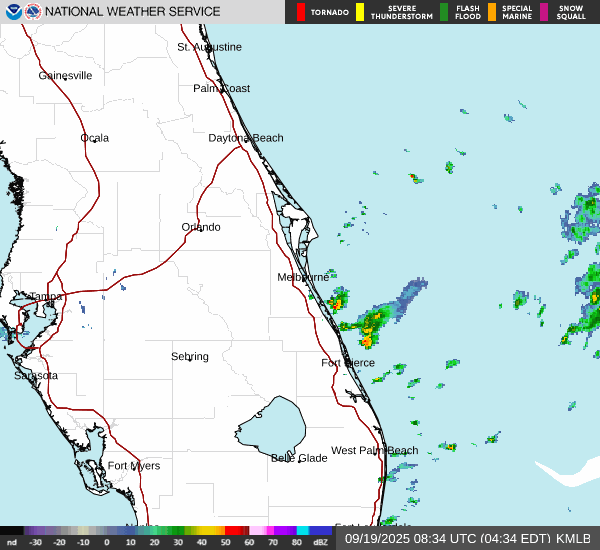 NATIONAL WEATHER SERVICE
TORNADO
SEVERE THUNDERSTORM
FLASH FLOOD
SPECIAL MARINE
SNOW SQUALL
St. Augustine
Gainesville
Palm Coast
Ocala
Daytona Beach
Orlando
Melbourne
Tampa
Sebring
Fort Pierce
Sarasota
West Palm Beach
Belle Glade
Fort Myers
nd -30 -20 -10 0 10 20 30 40 50 60 70 80 dBZ
09/19/2025 08:34 UTC (04:34 EDT) KMLB